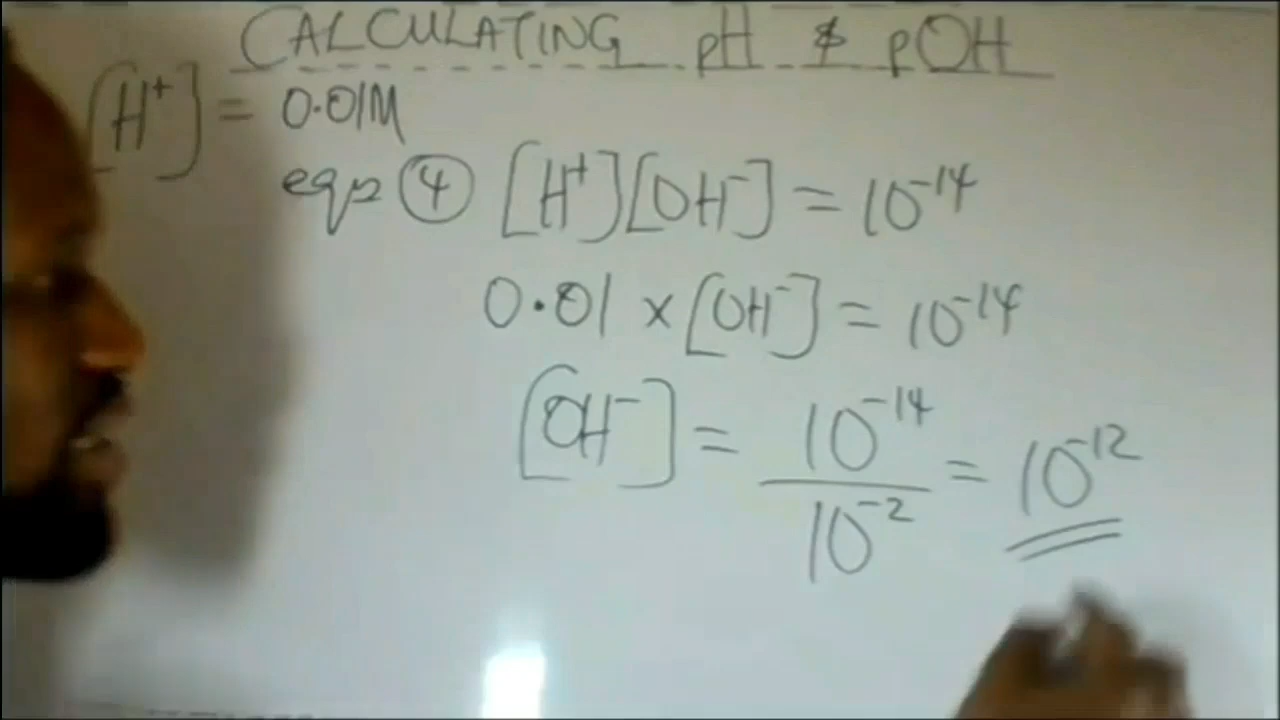 CALCULATING pH & pOH
[H⁺] = 0.01M
eqn ④ [H⁺][OH⁻] = 10⁻¹⁴
0.01 × [OH⁻] = 10⁻¹⁴
[OH⁻] = 10⁻¹⁴ / 10⁻² = 10⁻¹²